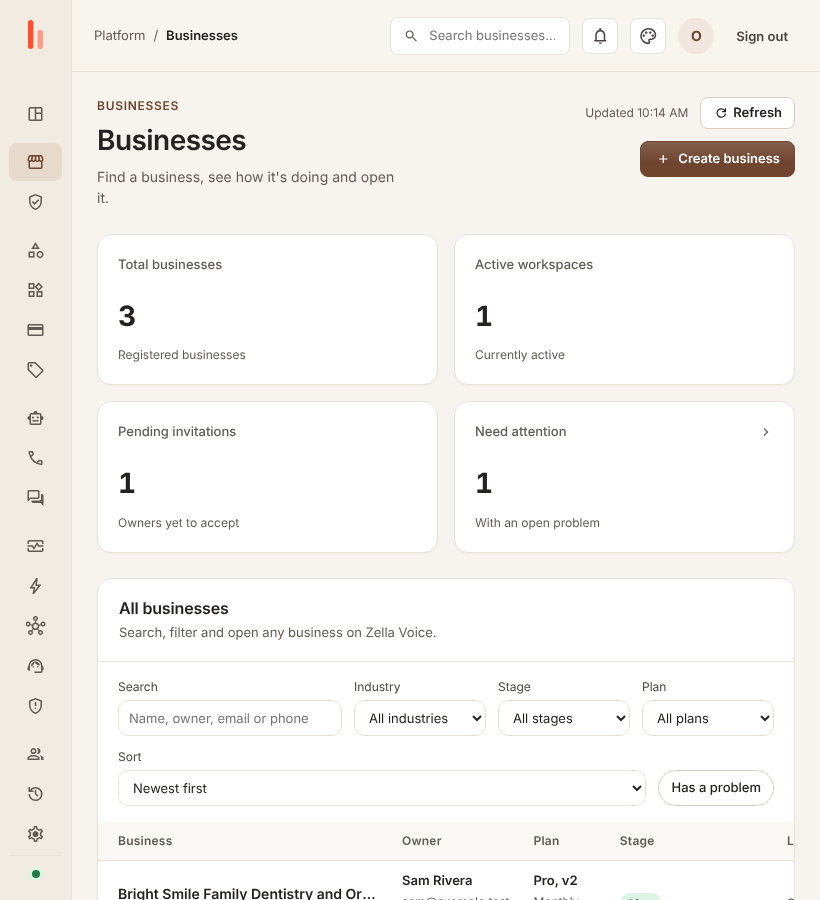 Platform / Businesses
Search businesses...
O
Sign out
BUSINESSES
Businesses
Find a business, see how it's doing and open
it.
Updated 10:14 AM
Refresh
+ Create business
Total businesses
3
Registered businesses
Active workspaces
1
Currently active
Pending invitations
1
Owners yet to accept
Need attention
1
With an open problem
All businesses
Search, filter and open any business on Zella Voice.
Search
Industry
Stage
Plan
Name, owner, email or phone
All industries
All stages
All plans
Sort
Newest first
Has a problem
Business
Owner
Plan
Stage
Bright Smile Family Dentistry and Or...
Sam Rivera
Pro, v2